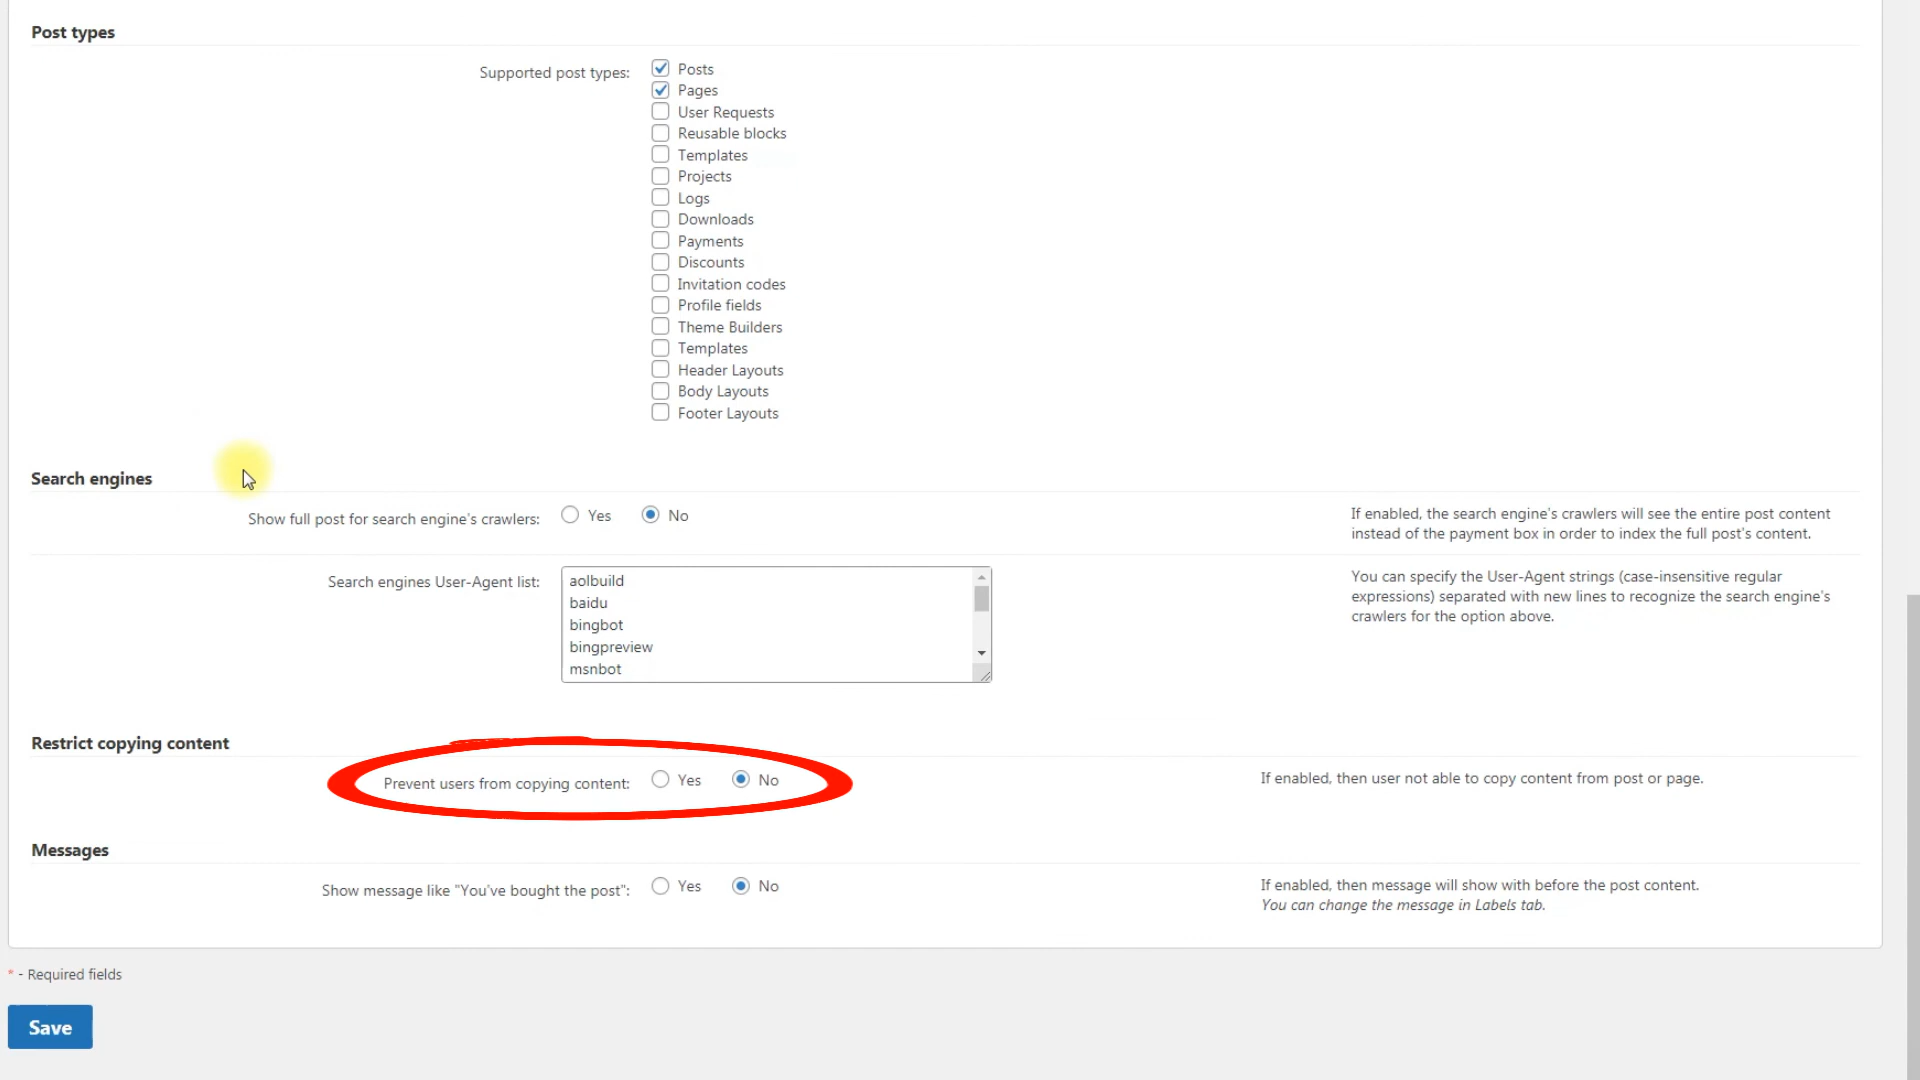 Post types
Supported post types:
Posts
Pages
User Requests
Reusable blocks
Templates
Projects
Logs
Downloads
Payments
Discounts
Invitation codes
Profile fields
Theme Builders
Templates
Header Layouts
Body Layouts
Footer Layouts
Search engines
Show full post for search engine's crawlers: Yes No
If enabled, the search engine's crawlers will see the entire post content
instead of the payment box in order to index the full post's content.
Search engines User-Agent list:
aolbuild
baidu
bingbot
bingpreview
msnbot
You can specify the User-Agent strings (case-insensitive regular
expressions) separated with new lines to recognize the search engine's
crawlers for the option above.
Restrict copying content
Prevent users from copying content: Yes No
If enabled, then user not able to copy content from post or page.
Messages
Show message like "You've bought the post": Yes No
If enabled, then message will show with before the post content.
You can change the message in Labels tab.
* - Required fields
Save